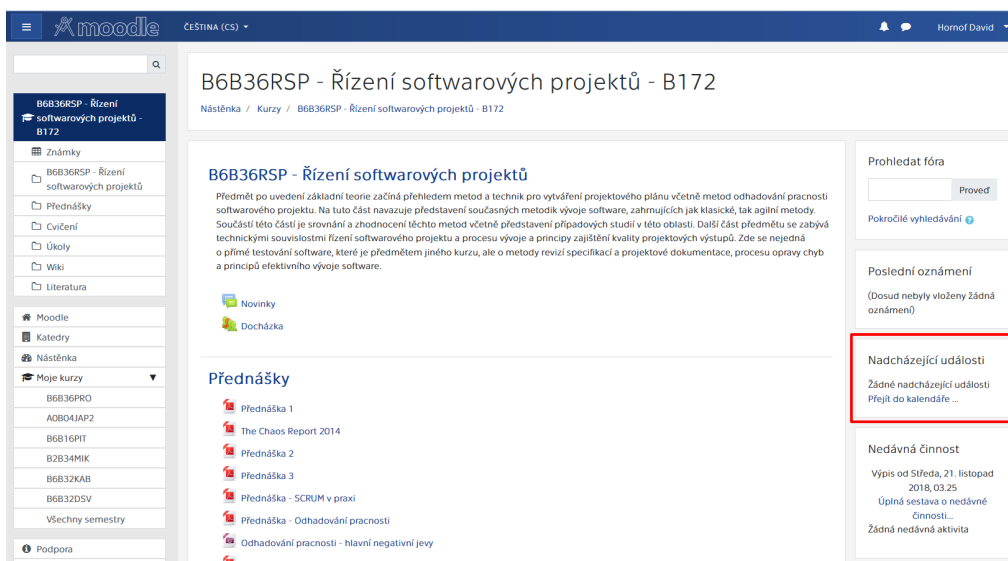 moodle
ČEŠTINA (CS)
Hornof David
B6B36RSP - Řízení
softwarových projektů -
B172
Známky
B6B36RSP - Řízení
softwarových projektů
Přednášky
Cvičení
Úkoly
Wiki
Literatura
Moodle
Katedry
Nástěnka
Moje kurzy
B6B36PRO
A0B04JAP2
B6B16PIT
B2B34MIK
B6B32KAB
B6B32DSV
Všechny semestry
Podpora
B6B36RSP - Řízení softwarových projektů - B172
Nástěnka / Kurzy / B6B36RSP - Řízení softwarových projektů - B172
B6B36RSP - Řízení softwarových projektů
Předmět po uvedení základní teorie začíná přehledem metod a technik pro vytváření projektového plánu včetně metod odhadování pracnosti
softwarového projektu. Na tuto část navazuje představení současných metodik vývoje software, zahrnujících jak klasické, tak agilní metody.
Součástí této částí je srovnání a zhodnocení těchto metod včetně představení případových studií v této oblasti. Další část předmětu se zabývá
technickými souvislostmi řízení softwarového projektu a procesu vývoje a principy zajištění kvality projektových výstupů. Zde se nejedná
o přímé testování software, které je předmětem jiného kurzu, ale o metody revizí specifikací a projektové dokumentace, procesu opravy chyb
a principů efektivního vývoje software.
Novinky
Docházka
Přednášky
Přednáška 1
The Chaos Report 2014
Přednáška 2
Přednáška 3
Přednáška - SCRUM v praxi
Přednáška - Odhadování pracnosti
Odhadování pracnosti - hlavní negativní jevy
Prohledat fóra
Proveď
Pokročilé vyhledávání
Poslední oznámení
(Dosud nebyly vloženy žádná
oznámení)
Nadcházející události
Žádné nadcházející události
Přejít do kalendáře ...
Nedávná činnost
Výpis od Středa, 21. listopad
2018, 03.25
Úplná sestava o nedávné
činnosti...
Žádná nedávná aktivita